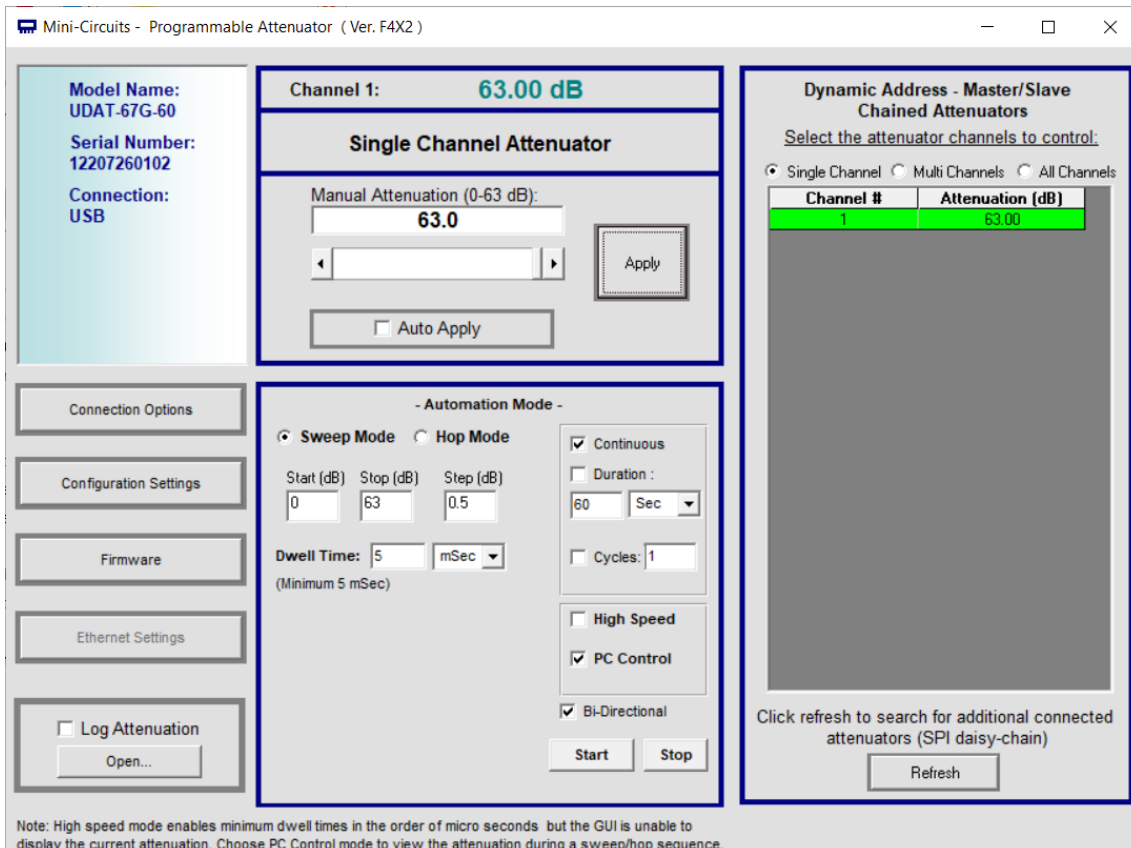 Mini-Circuits - Programmable Attenuator ( Ver. F4X2 )
Model Name:
UDAT-67G-60
Serial Number:
12207260102
Connection:
USB
Channel 1: 63.00 dB
Single Channel Attenuator
Manual Attenuation (0-63 dB):
63.0
Apply
Auto Apply
Dynamic Address - Master/Slave
Chained Attenuators
Select the attenuator channels to control:
Single Channel Multi Channels All Channels
Channel # Attenuation (dB)
1 63.00
Connection Options
Configuration Settings
Firmware
Ethernet Settings
Log Attenuation
Open...
- Automation Mode -
Sweep Mode Hop Mode
Start (dB) Stop (dB) Step (dB)
0 63 0.5
Dwell Time: 5 mSec
(Minimum 5 mSec)
Continuous
Duration :
60 Sec
Cycles: 1
High Speed
PC Control
Bi-Directional
Start Stop
Click refresh to search for additional connected
attenuators (SPI daisy-chain)
Refresh
Note: High speed mode enables minimum dwell times in the order of micro seconds but the GUI is unable to
display the current attenuation. Choose PC Control mode to view the attenuation during a sweep/hop sequence.